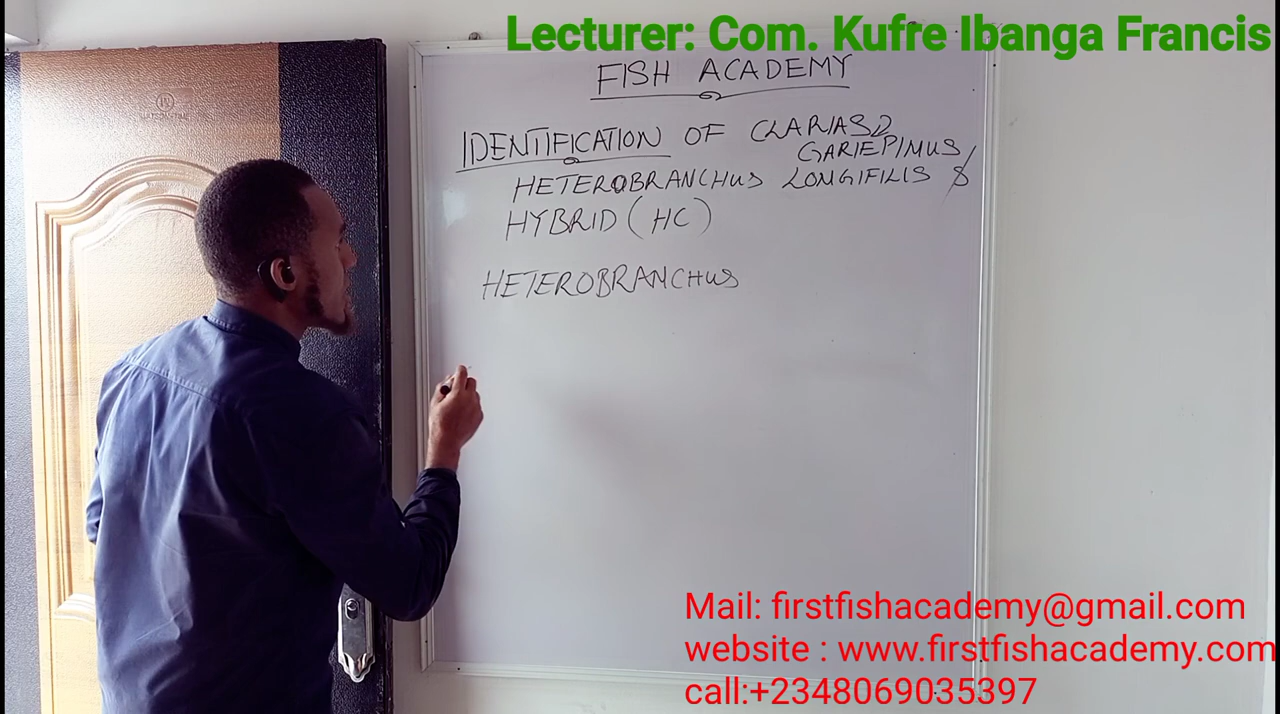 Lecturer: Com. Kufre Ibanga Francis
FISH ACADEMY
IDENTIFICATION OF CLARIAS
GARIEPIMUS/
HETEROBRANCHUS LONGIFILIS &
HYBRID (HC)
HETEROBRANCHUS
Mail: firstfishacademy@gmail.com
website : www.firstfishacademy.com
call:+2348069035397